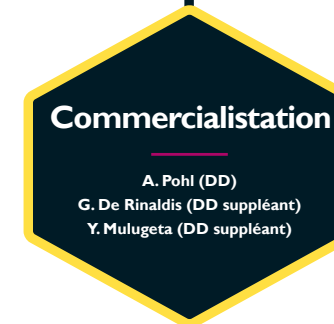 Commercialistation
A. Pohl (DD)
G. De Rinaldis (DD suppléant)
Y. Mulugeta (DD suppléant)